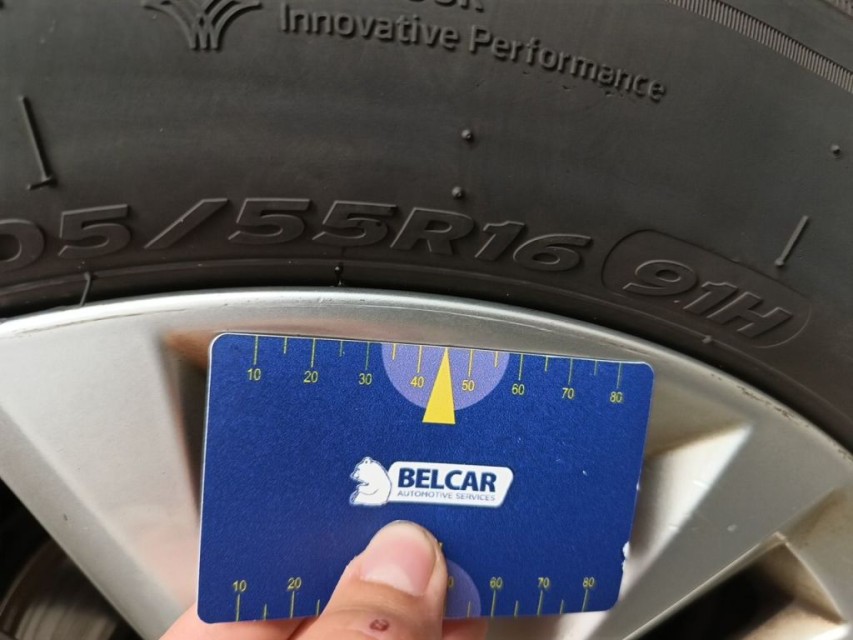 Innovative Performance
05/55R16 91H
10 20 30 40 50 60 70 80
BELCAR
AUTOMOTIVE SERVICES
10 20 60 70 80